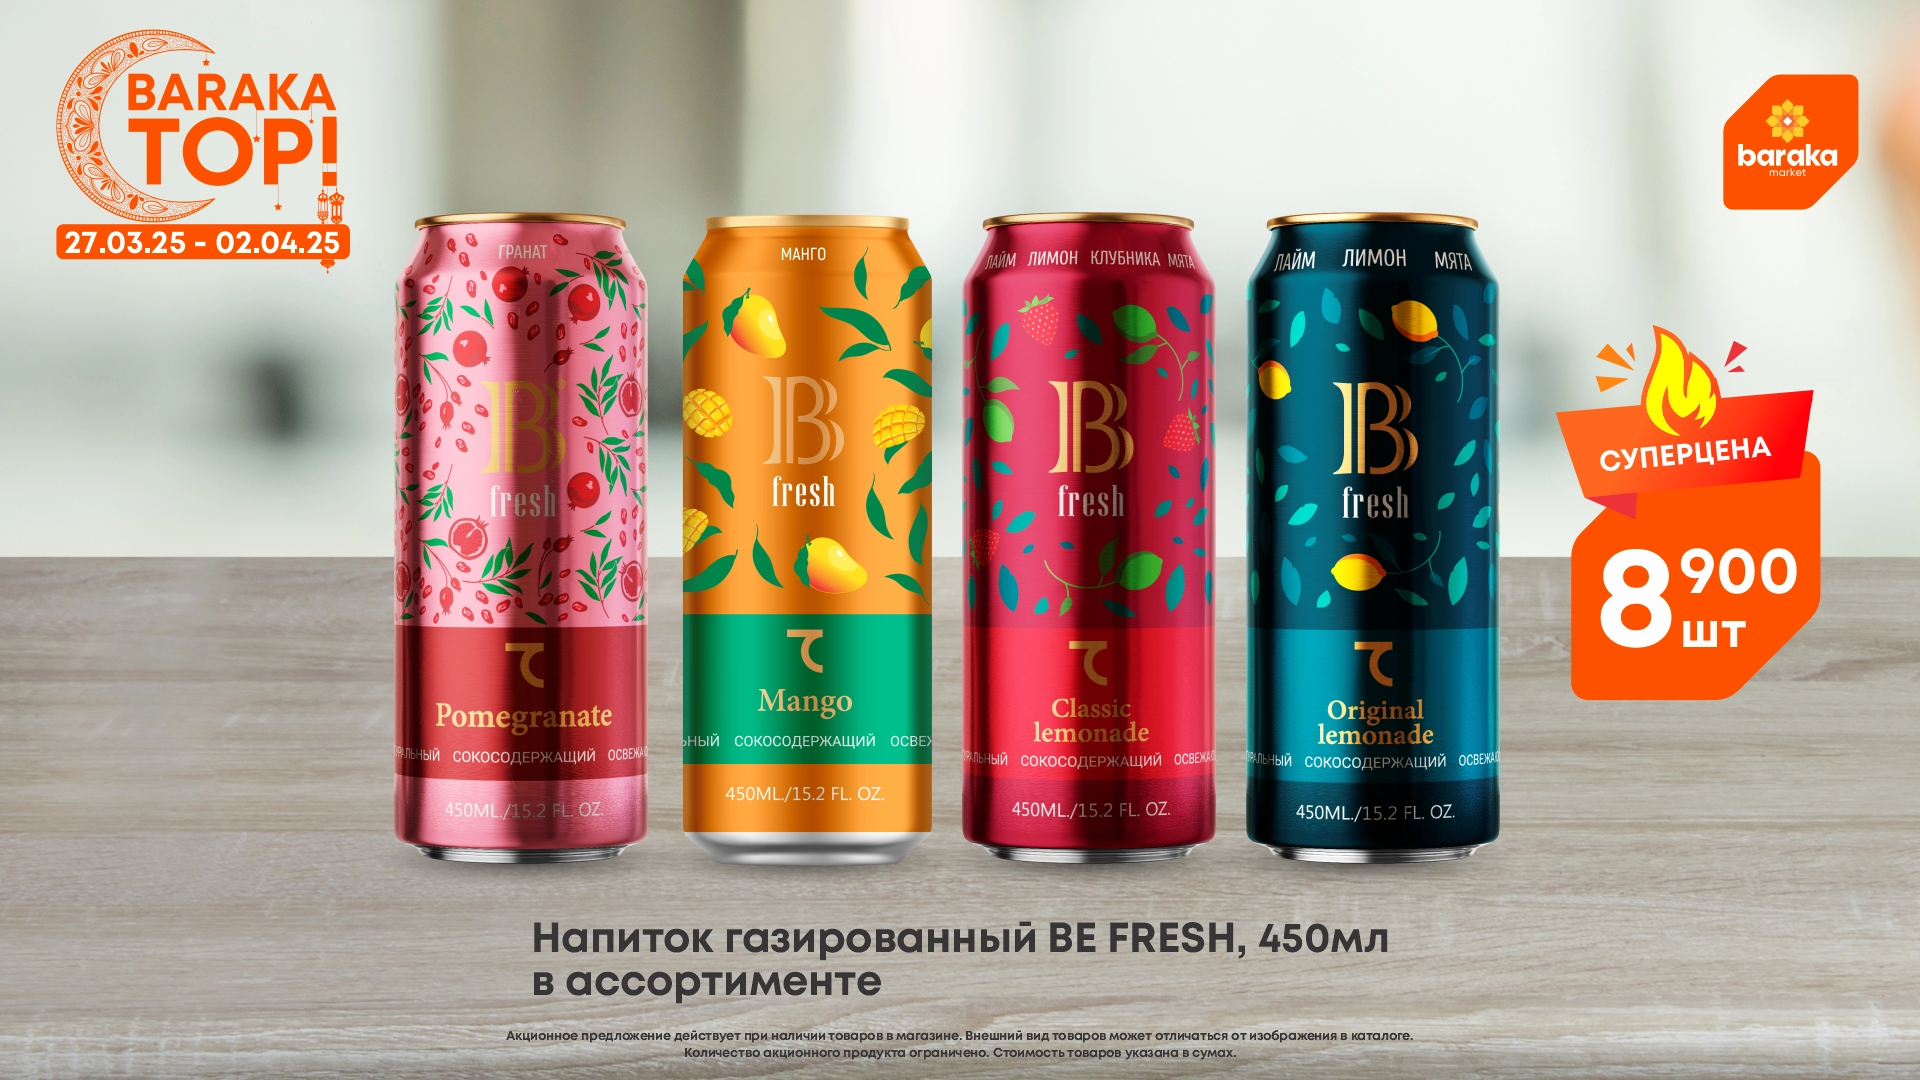 BARAKA
TOP!
27.03.25 - 02.04.25
baraka
market
ГРАНАТ
B
fresh
Pomegranate
СОКОСОДЕРЖАЩИЙ
450ML./15.2 FL. OZ.
МАНГО
B
fresh
Mango
СОКОСОДЕРЖАЩИЙ
450ML./15.2 FL. OZ.
ЛАЙМ ЛИМОН КЛУБНИКА МЯТА
B
fresh
Classic
lemonade
СОКОСОДЕРЖАЩИЙ
450ML./15.2 FL. OZ.
ЛАЙМ ЛИМОН МЯТА
B
fresh
Original
lemonade
СОКОСОДЕРЖАЩИЙ
450ML./15.2 FL. OZ.
СУПЕРЦЕНА
8 900
шт
Напиток газированный BE FRESH, 450мл
в ассортименте
Акционное предложение действует при наличии товаров в магазине. Внешний вид товаров может отличаться от изображения в каталоге.
Количество акционного продукта ограничено. Стоимость товаров указана в сумах.